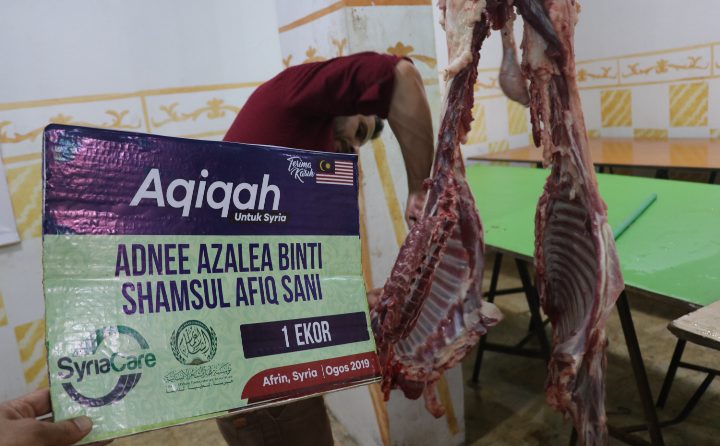 Terima Kasih
Aqiqah
Untuk Syria
ADNEE AZALEA BINTI
SHAMSUL AFIQ SANI
1 EKOR
SyriaCare
Afrin, Syria | Ogos 2019